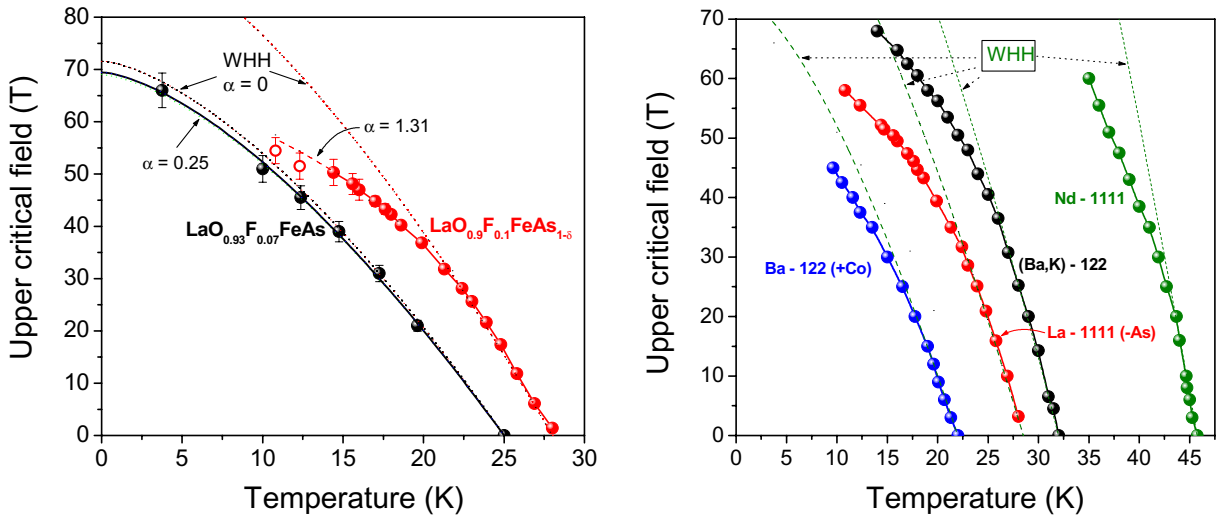 Upper critical field (T)
80
70
60
50
40
30
20
10
0
WHH
α = 0
α = 1.31
α = 0.25
LaO0.93F0.07FeAs
LaO0.9F0.1FeAs1-δ
0 5 10 15 20 25 30
Temperature (K)
Upper critical field (T)
70
60
50
40
30
20
10
0
WHH
Nd - 1111
Ba - 122 (+Co)
(Ba,K) - 122
La - 1111 (-As)
0 5 10 15 20 25 30 35 40 45
Temperature (K)